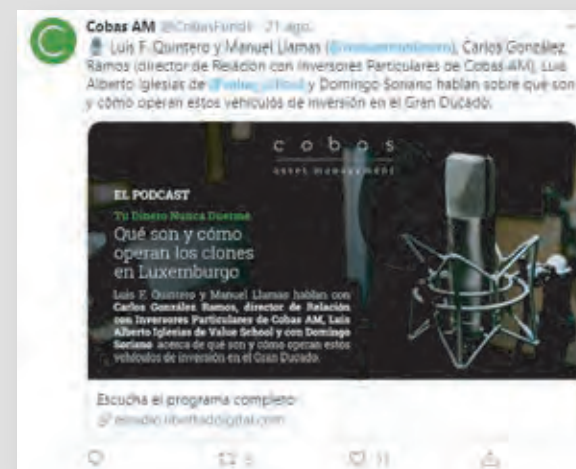 Cobas AM @CobasFunds · 21 ago.
Luis F. Quintero y Manuel Llamas ( ), Carlos González
Ramos (director de Relación con Inversores Particulares de Cobas AM), Luis
Alberto Iglesias de y Domingo Soriano hablan sobre qué son
y cómo operan estos vehículos de inversión en el Gran Ducado.
cobas
asset management
EL PODCAST
Tu Dinero Nunca Duerme
Qué son y cómo
operan los clones
en Luxemburgo
Luis F. Quintero y Manuel Llamas hablan con
Carlos González Ramos, director de Relación
con Inversores Particulares de Cobas AM, Luis
Alberto Iglesias de Value School y con Domingo
Soriano acerca de qué son y cómo operan estos
vehículos de inversión en el Gran Ducado.
Escucha el programa completo
esradio.libertaddigital.com
11